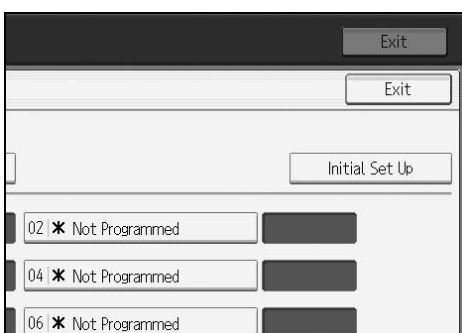 Exit
Exit
Initial Set Up
02 ✱ Not Programmed
04 ✱ Not Programmed
06 ✱ Not Programmed